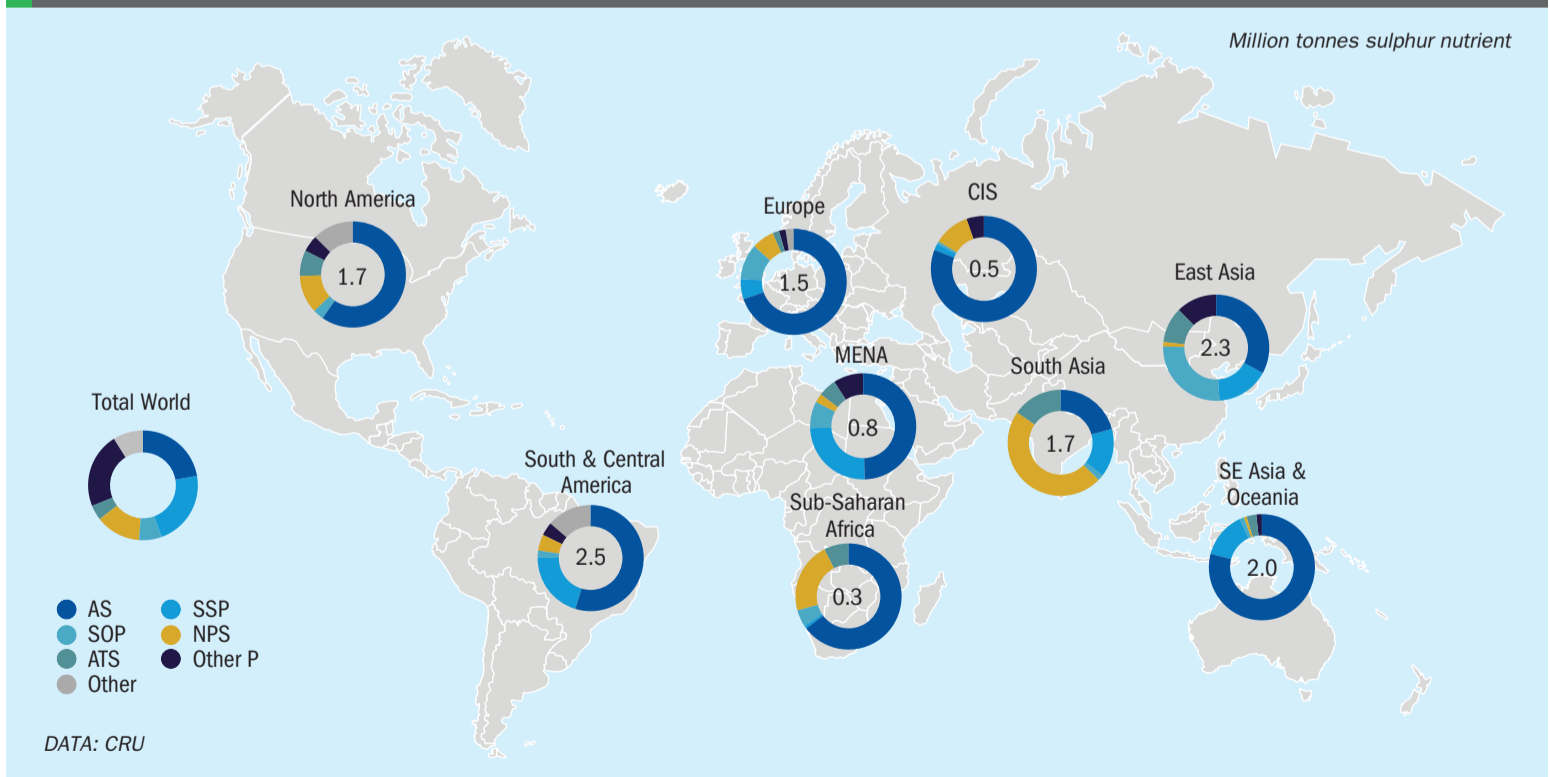 Million tonnes sulphur nutrient
North America
1.7
Europe
1.5
CIS
0.5
East Asia
2.3
MENA
0.8
South Asia
1.7
Total World
South & Central
America
2.5
Sub-Saharan
Africa
0.3
SE Asia &
Oceania
2.0
AS
SSP
SOP
NPS
ATS
Other P
Other
DATA: CRU